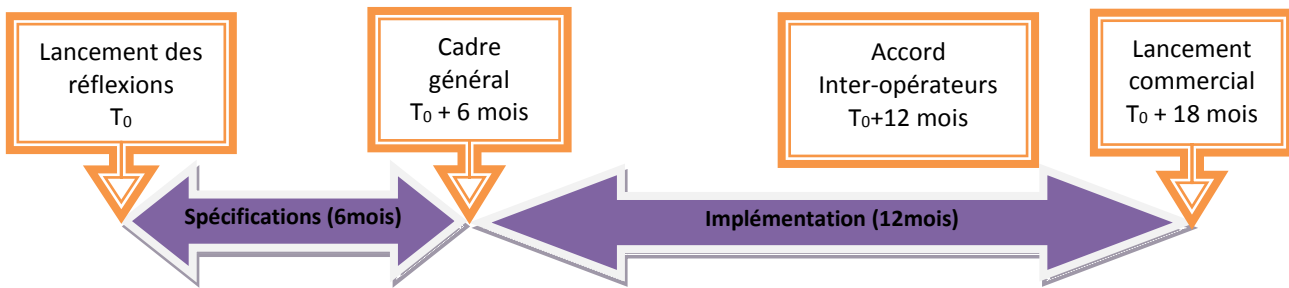 Lancement des
réflexions
T₀
Cadre
général
T₀ + 6 mois
Accord
Inter-opérateurs
T₀+12 mois
Lancement
commercial
T₀ + 18 mois
Spécifications (6mois)
Implémentation (12mois)